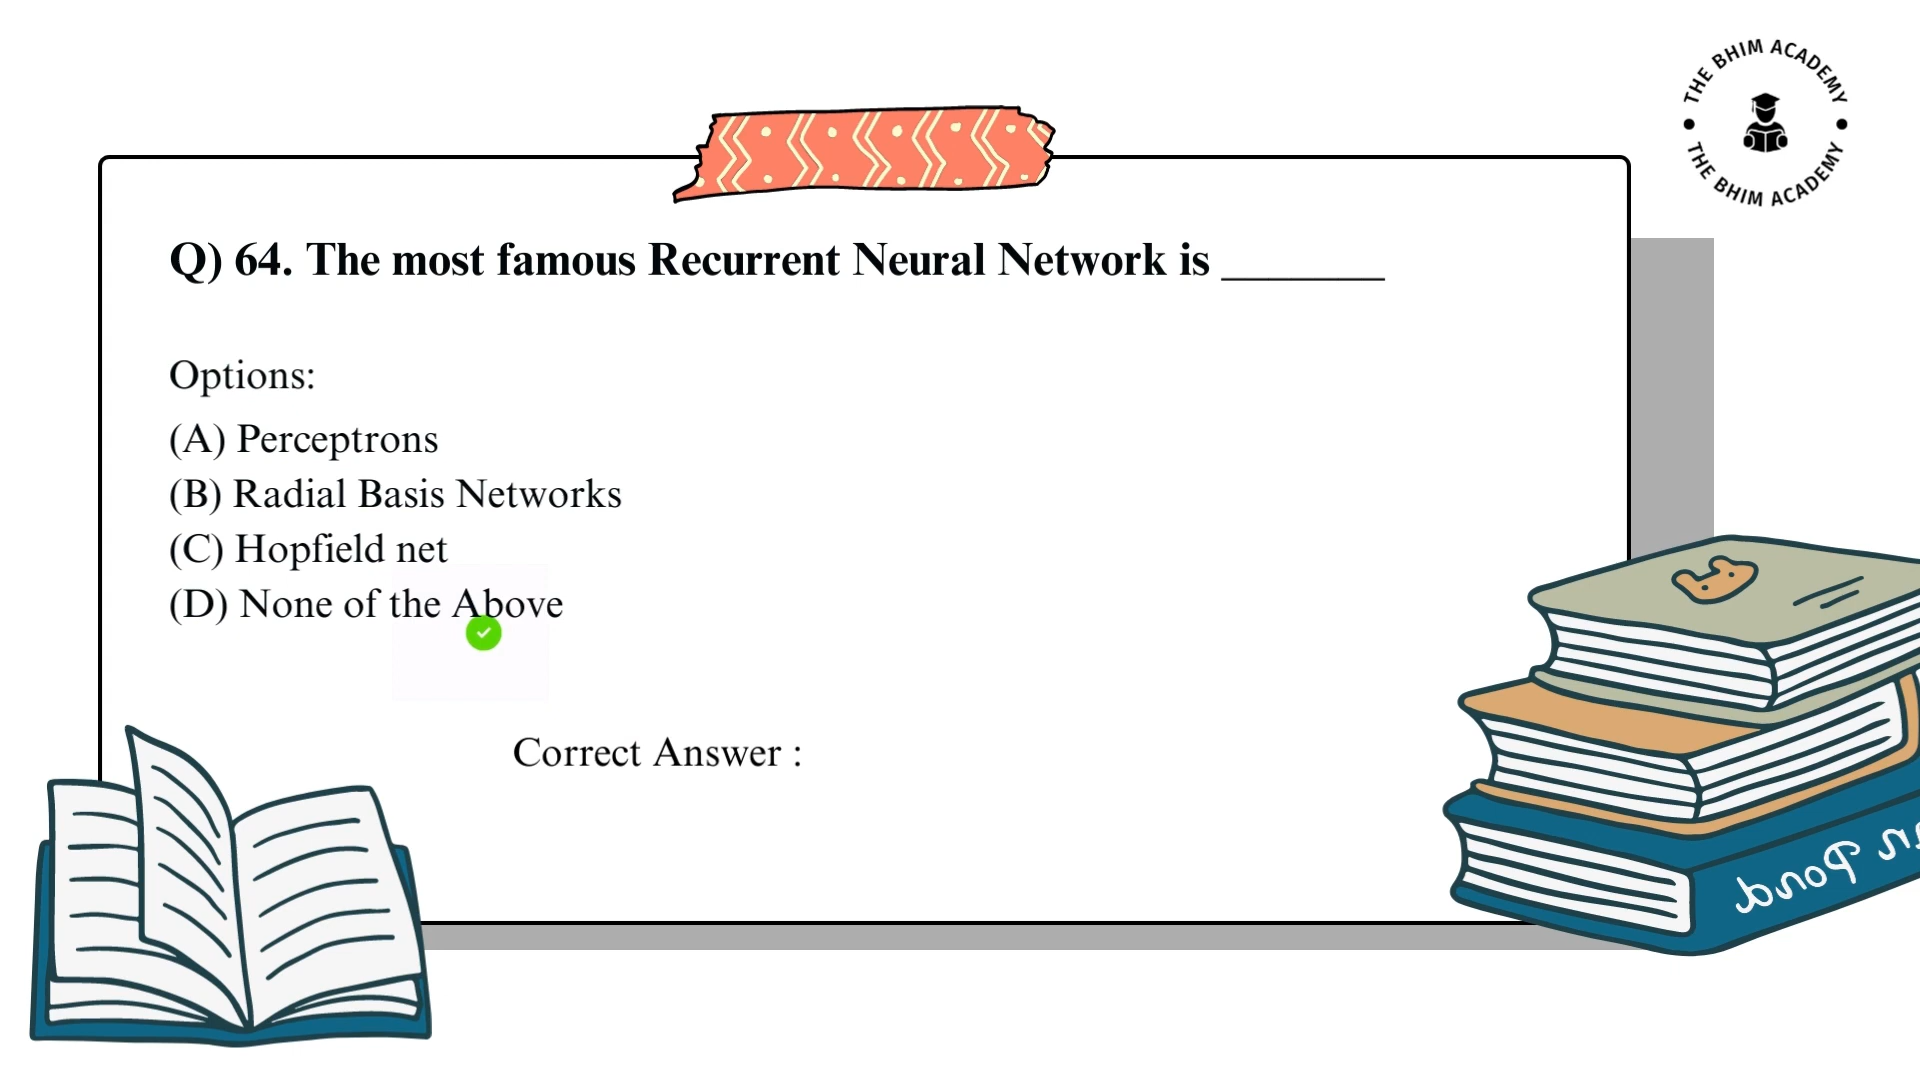 THE BHIM ACADEMY
THE BHIM ACADEMY
Q) 64. The most famous Recurrent Neural Network is ________
Options:
(A) Perceptrons
(B) Radial Basis Networks
(C) Hopfield net
(D) None of the Above
Correct Answer :
Pond